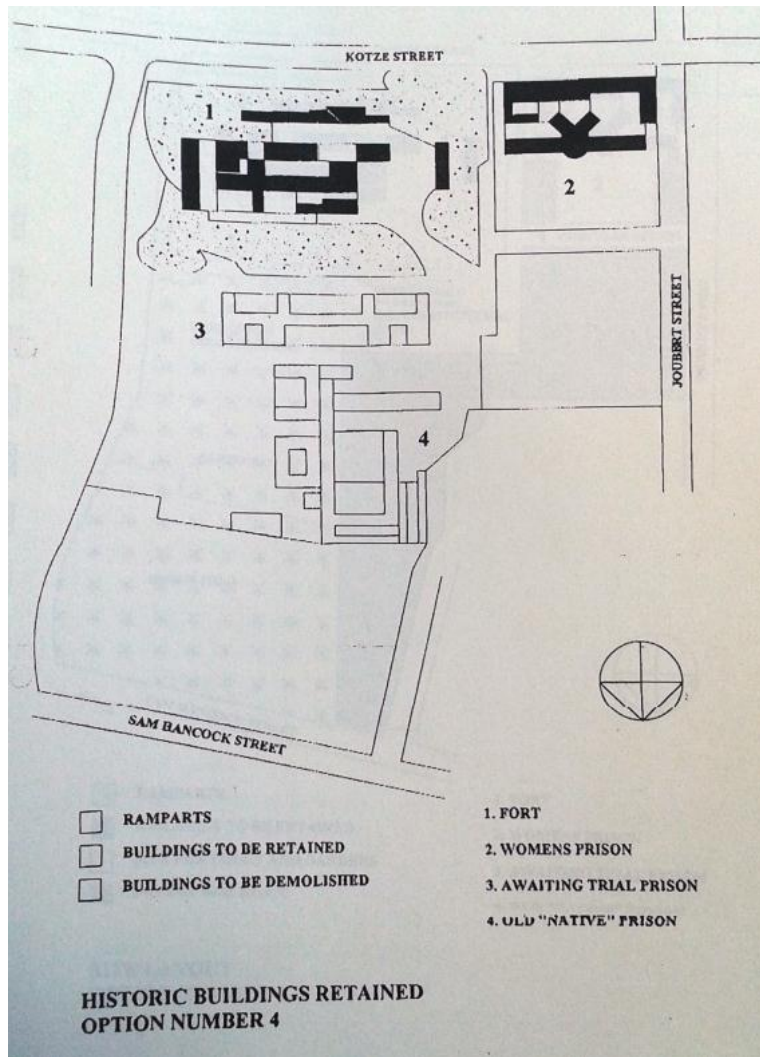 KOTZE STREET
1
2
JOUBERT STREET
3
4
SAM HANCOCK STREET
RAMPARTS
BUILDINGS TO BE RETAINED
BUILDINGS TO BE DEMOLISHED
1. FORT
2. WOMENS PRISON
3. AWAITING TRIAL PRISON
4. OLD "NATIVE" PRISON
HISTORIC BUILDINGS RETAINED
OPTION NUMBER 4